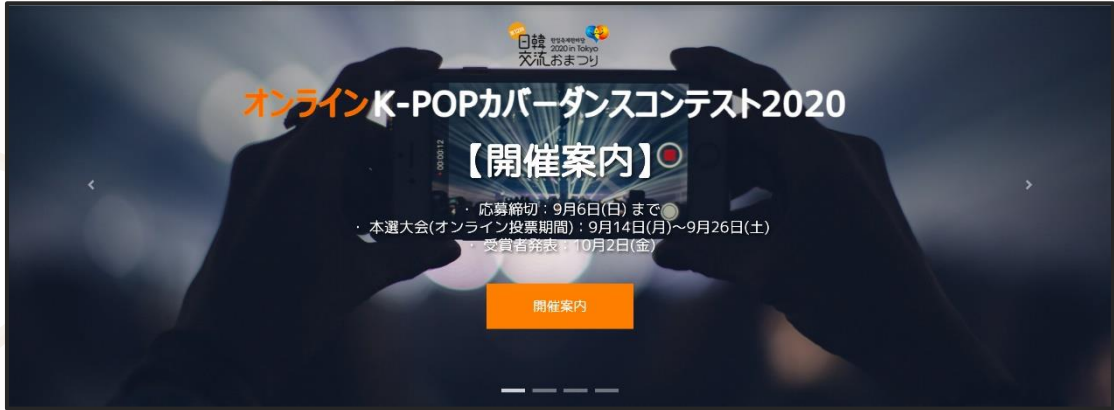 日韓
交流おまつり
2020 in Tokyo
オンラインK-POPカバーダンスコンテスト2020
【開催案内】
00:00:12
・ 応募締切：9月6日(日) まで
・ 本選大会(オンライン投票期間)：9月14日(月)～9月26日(土)
・ 受賞者発表：10月2日(金)
開催案内